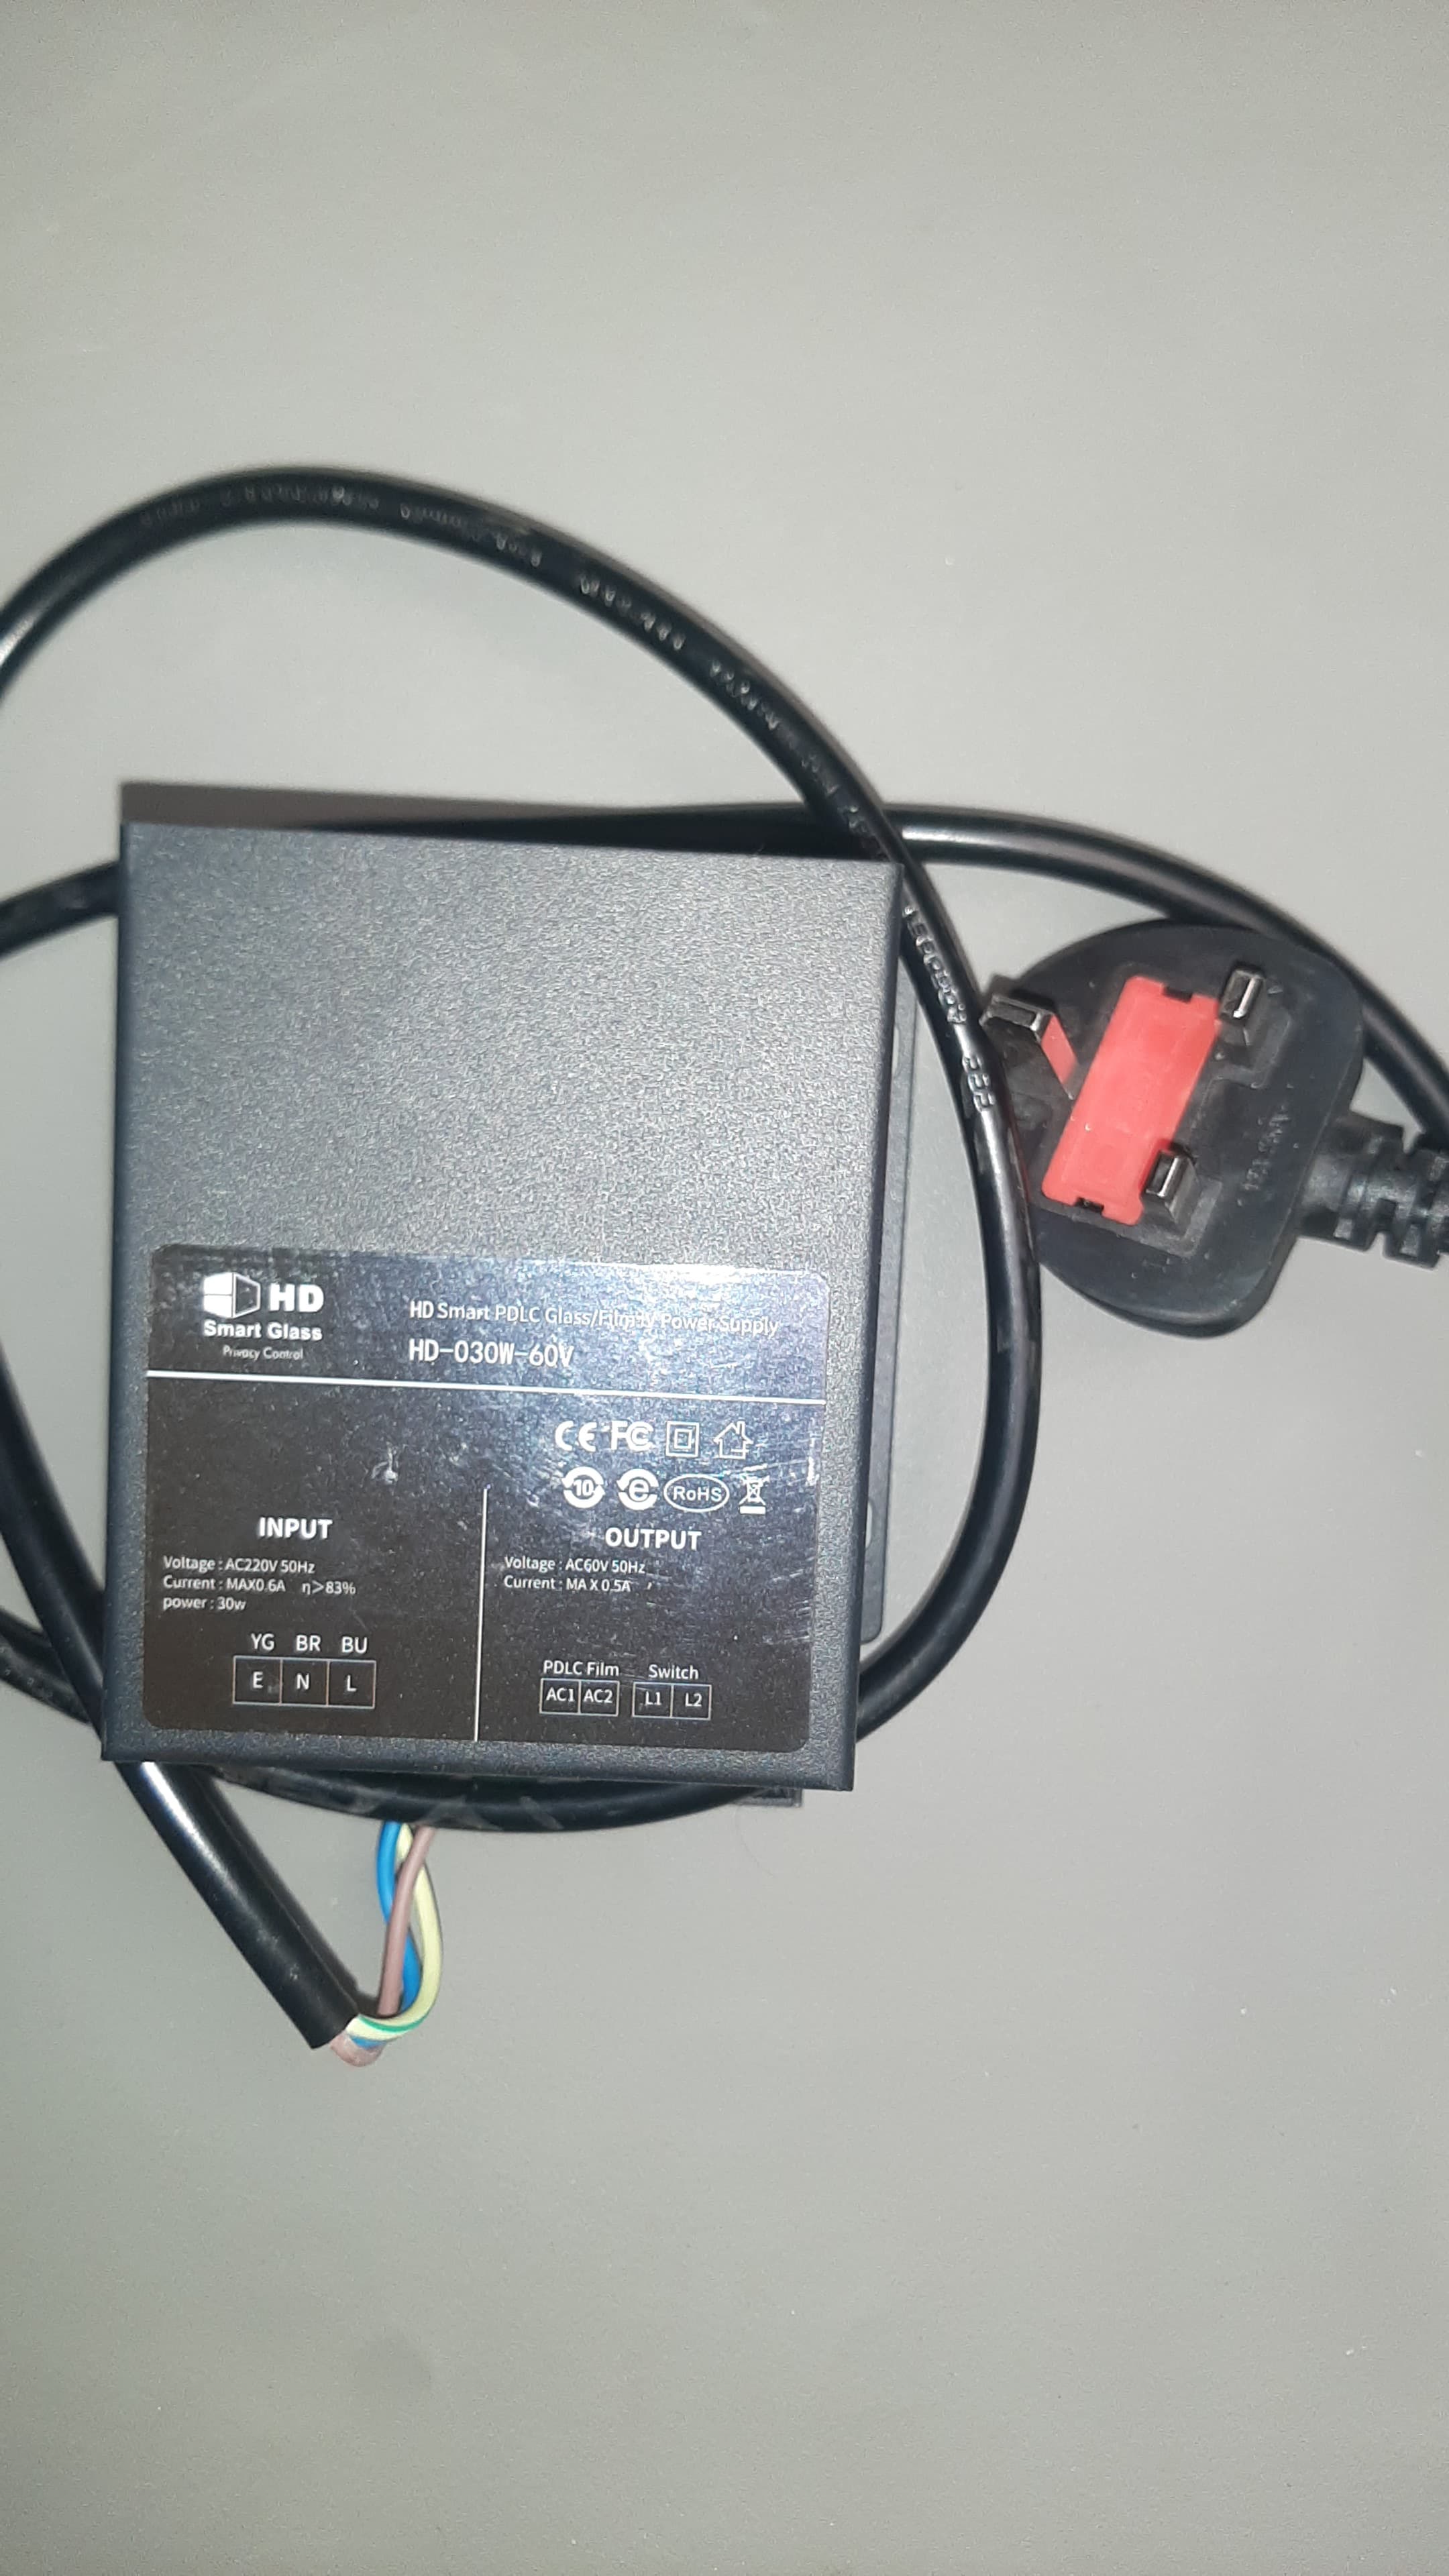 HD
Smart Glass
Privacy Control
HD Smart PDLC Glass/Film Power Supply
HD-030W-60V
CE FC
10 e RoHS
INPUT
Voltage : AC220V 50Hz
Current : MAX0.6A η>83%
power : 30w
YG BR BU
E N L
OUTPUT
Voltage : AC60V 50Hz
Current : MAX 0.5A
PDLC Film Switch
AC1 AC2 L1 L2